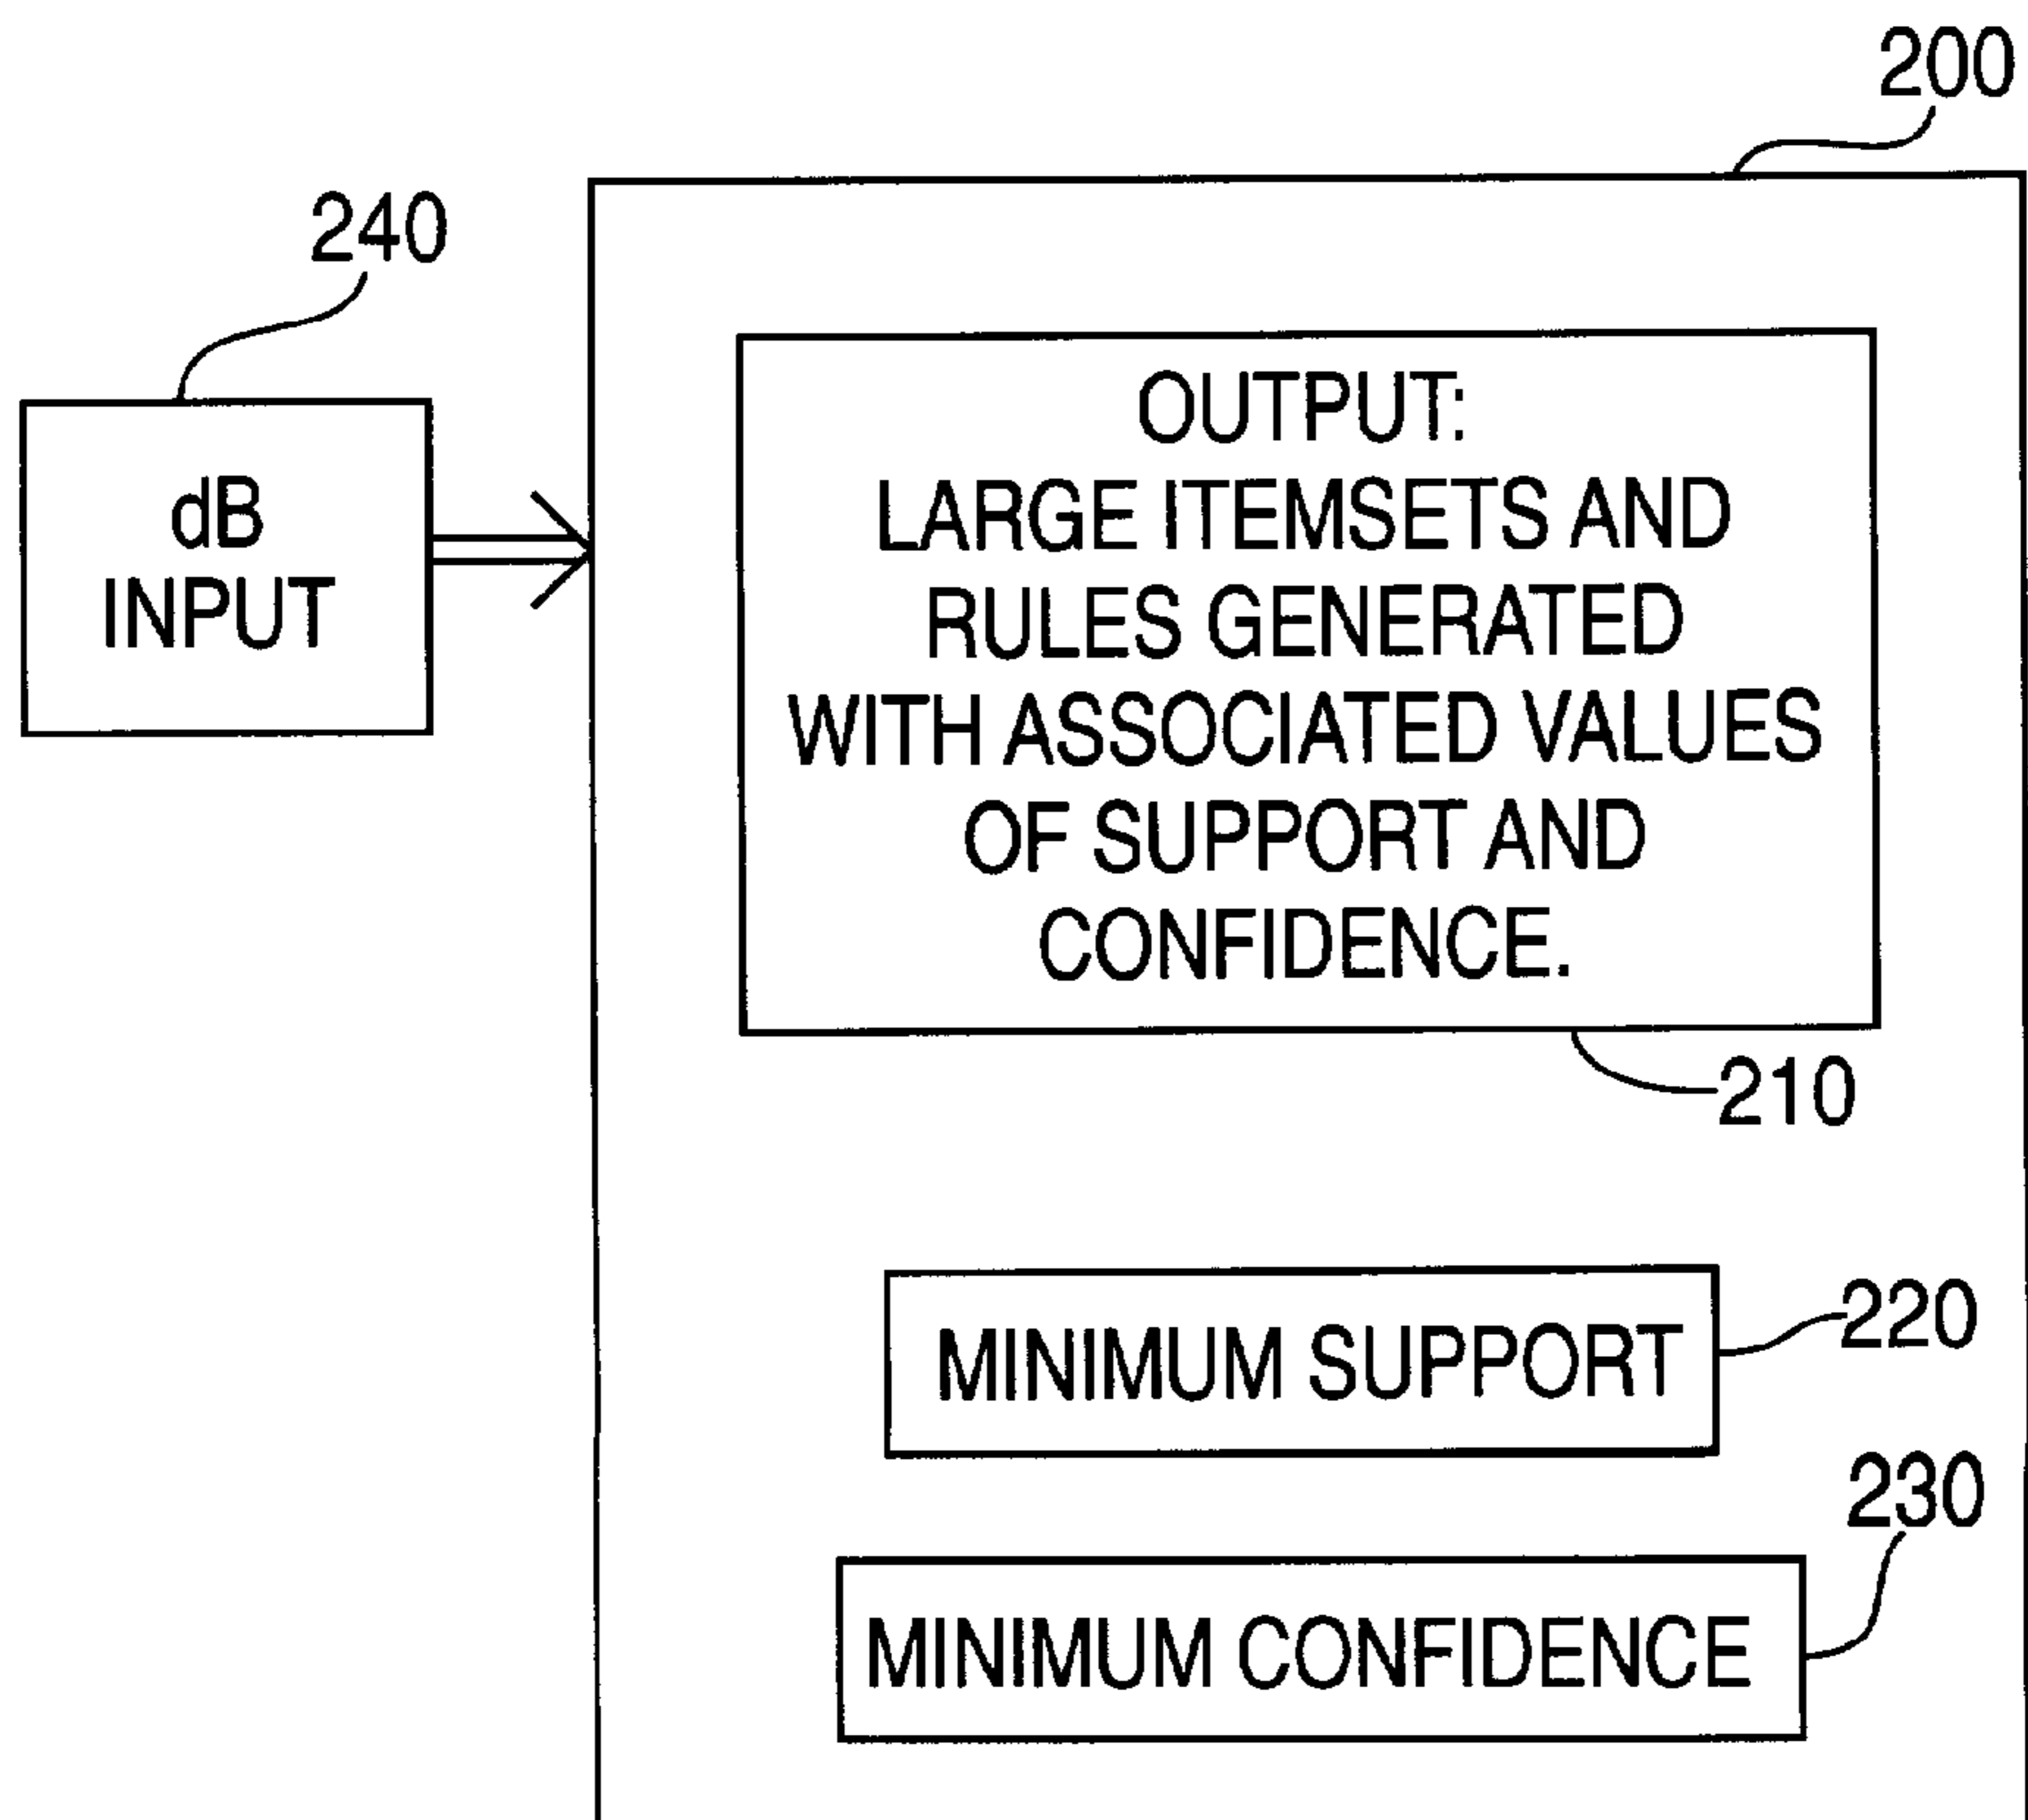 200
240
dB
INPUT
OUTPUT:
LARGE ITEMSETS AND
RULES GENERATED
WITH ASSOCIATED VALUES
OF SUPPORT AND
CONFIDENCE.
210
MINIMUM SUPPORT
220
230
MINIMUM CONFIDENCE